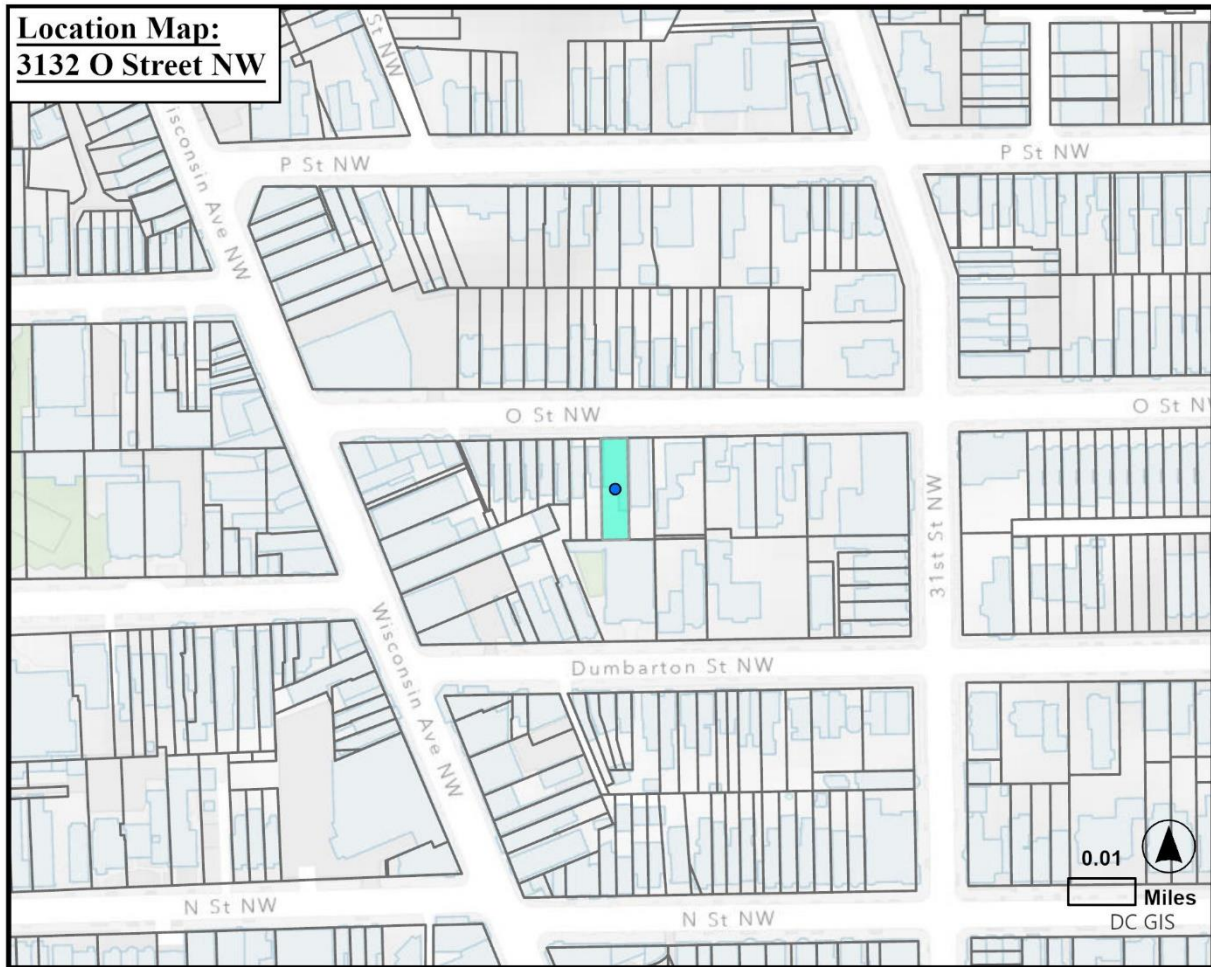 Location Map:
3132 O Street NW
St NW
isconsin Ave NW
P St NW
P St NW
O St NW
O St NW
31st St NW
Wisconsin Ave NW
Dumbarton St NW
N St NW
N St NW
0.01
Miles
DC GIS